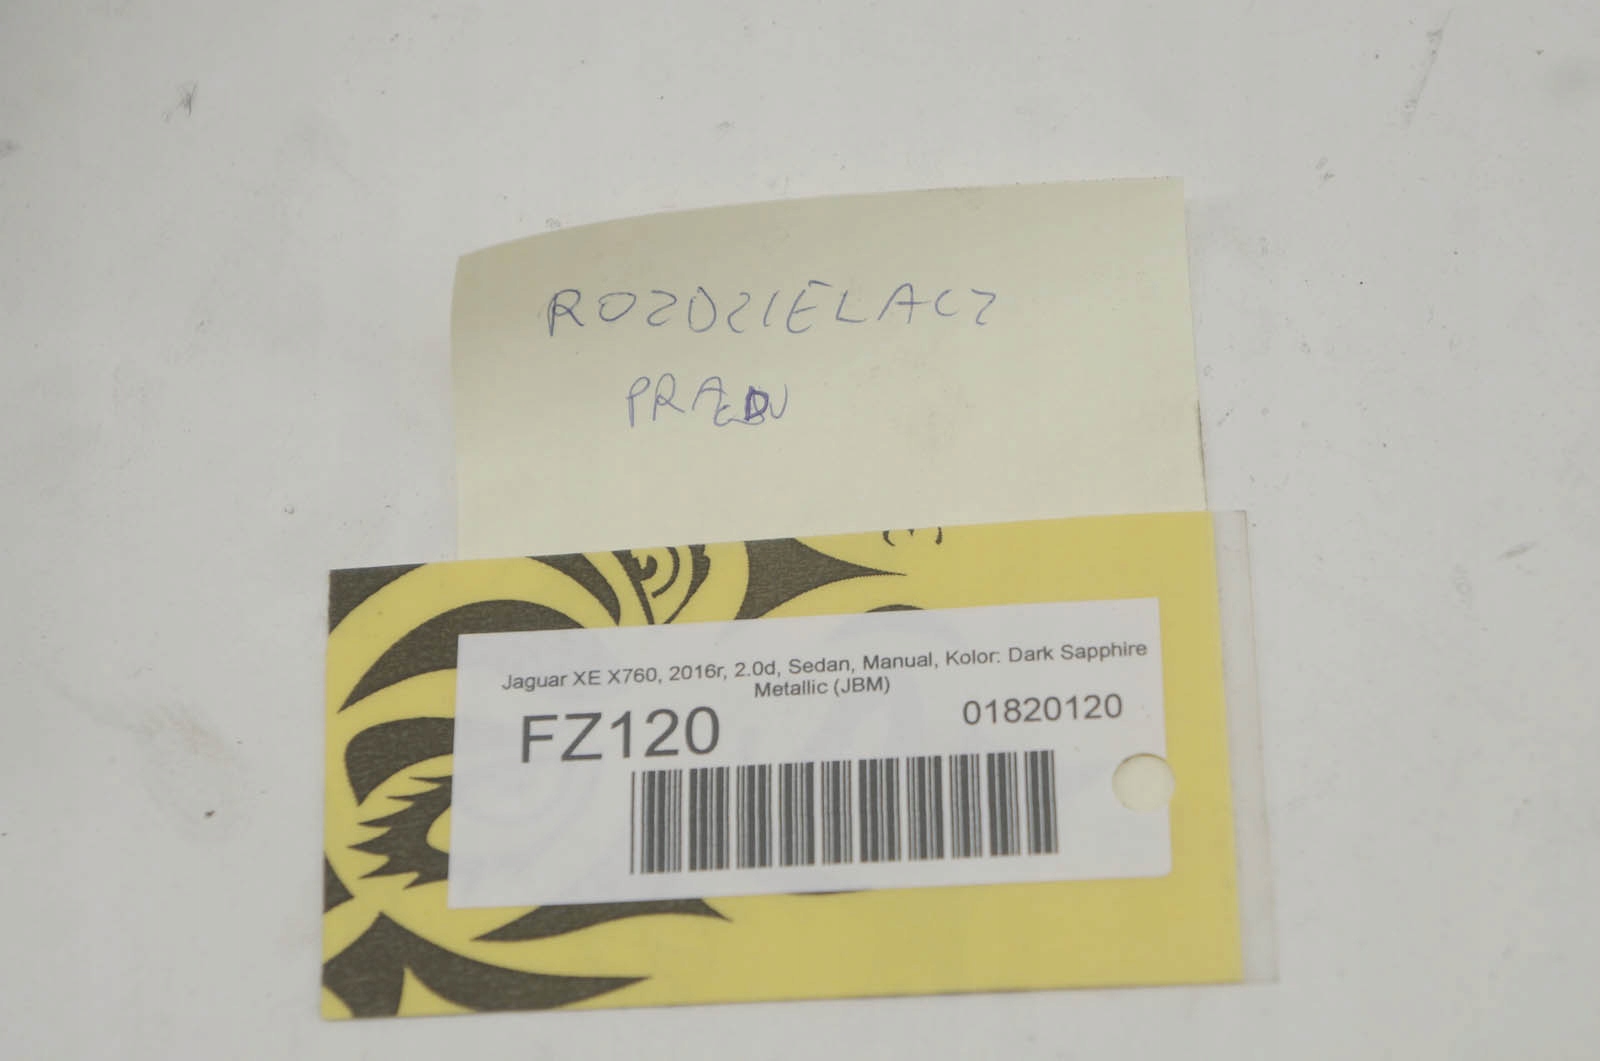 ROZDZIELACZ
PRĄDU
Jaguar XE X760, 2016r, 2.0d, Sedan, Manual, Kolor: Dark Sapphire
Metallic (JBM)
FZ120
01820120